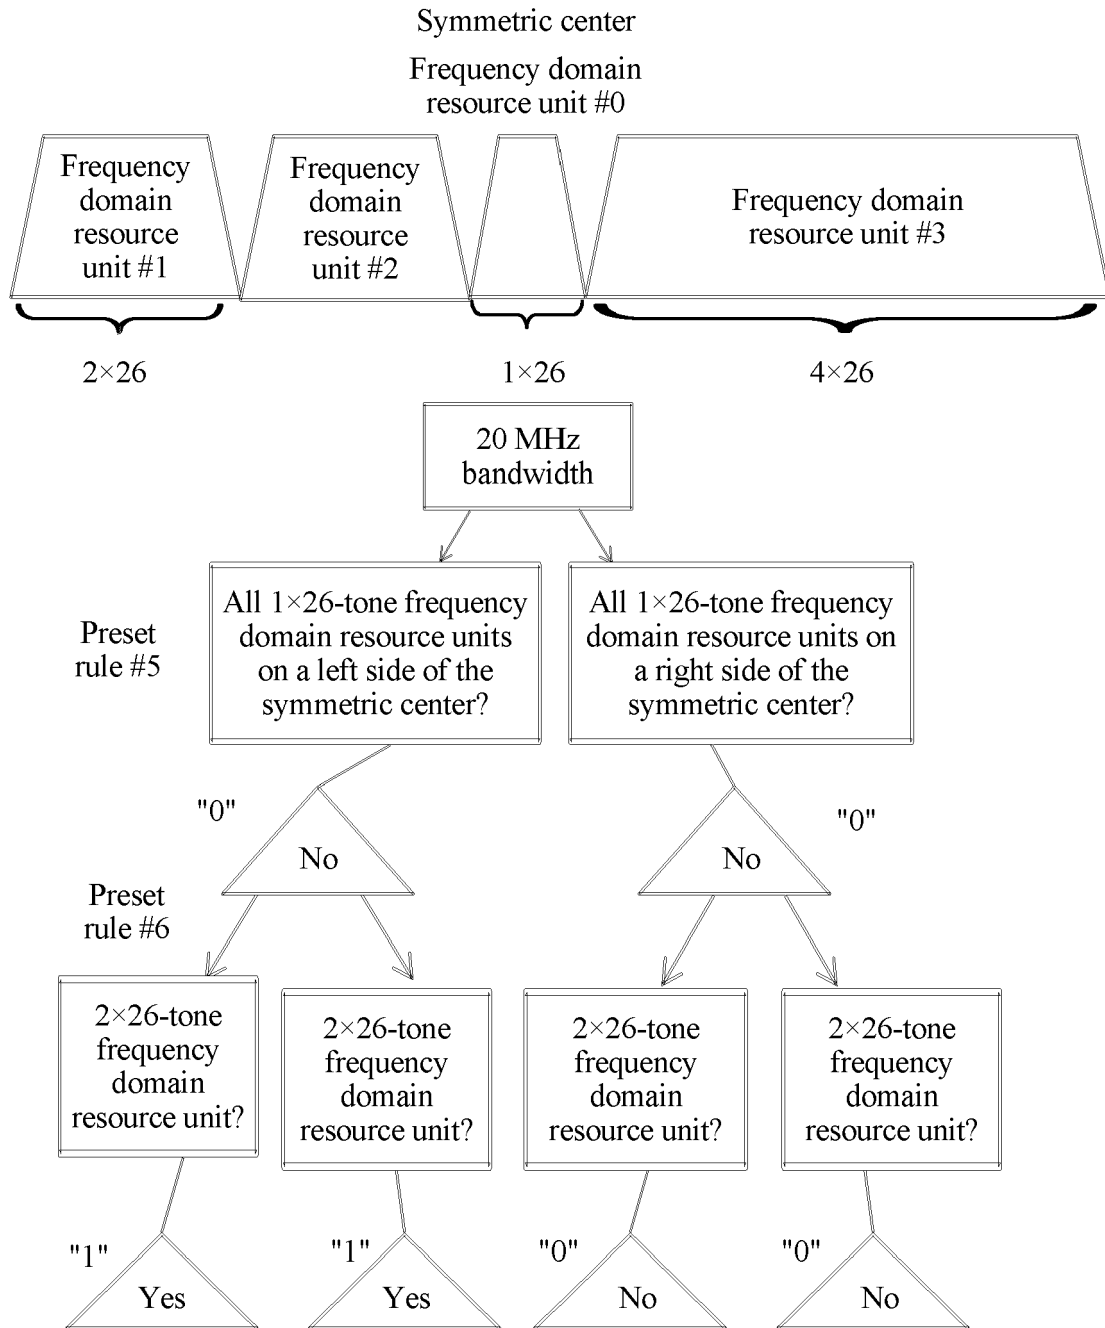 Symmetric center
Frequency domain
resource unit #0
Frequency
domain
resource
unit #1
Frequency
domain
resource
unit #2
Frequency domain
resource unit #3
2×26
1×26
4×26
20 MHz
bandwidth
Preset
rule #5
All 1×26-tone frequency
domain resource units
on a left side of the
symmetric center?
All 1×26-tone frequency
domain resource units on
a right side of the
symmetric center?
"0"
No
"0"
No
Preset
rule #6
2×26-tone
frequency
domain
resource unit?
2×26-tone
frequency
domain
resource unit?
2×26-tone
frequency
domain
resource unit?
2×26-tone
frequency
domain
resource unit?
"1"
Yes
"1"
Yes
"0"
No
"0"
No